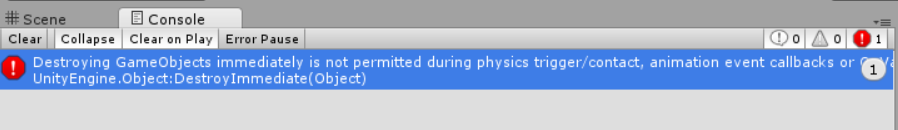 Scene
Console
Clear Collapse Clear on Play Error Pause 0 0 1
Destroying GameObjects immediately is not permitted during physics trigger/contact, animation event callbacks or
UnityEngine.Object:DestroyImmediate(Object)
1